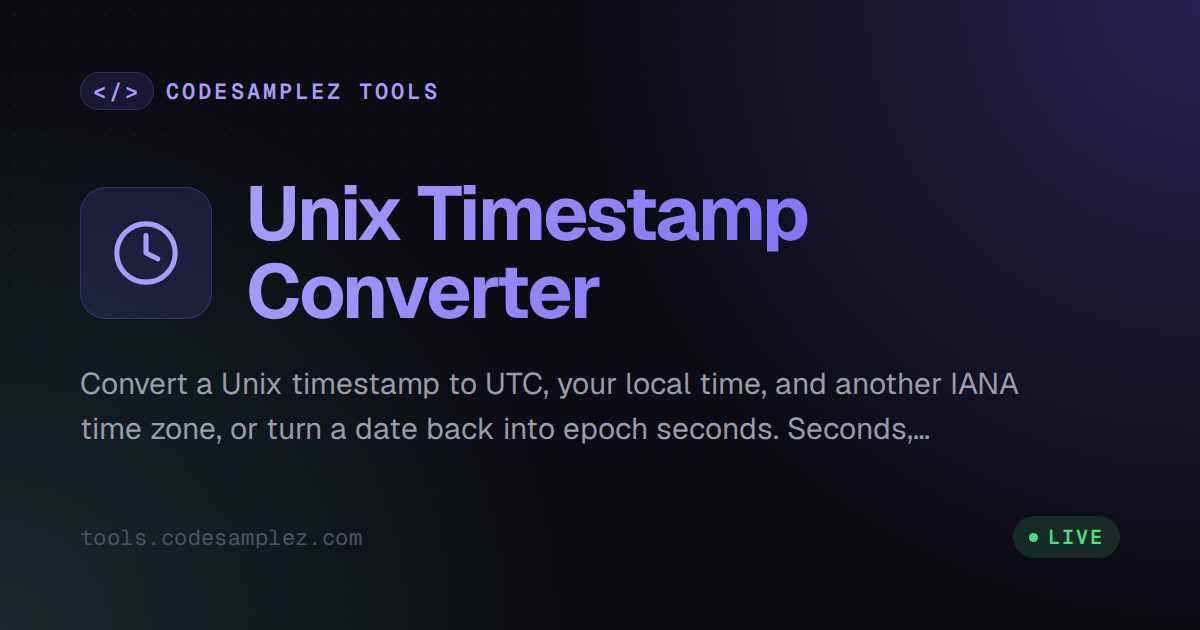 </> CODESAMPLEZ TOOLS
Unix Timestamp
Converter
Convert a Unix timestamp to UTC, your local time, and another IANA
time zone, or turn a date back into epoch seconds. Seconds,…
tools.codesamplez.com
LIVE